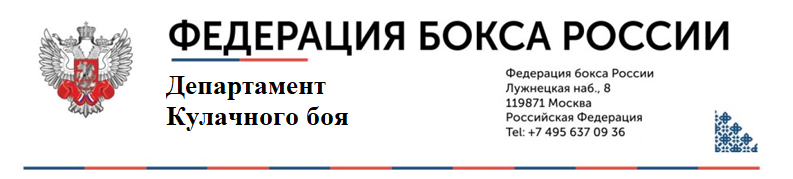 ФЕДЕРАЦИЯ БОКСА РОССИИ
Департамент
Кулачного боя
Федерация бокса России
Лужнецкая наб., 8
119871 Москва
Российская Федерация
Tel: +7 495 637 09 36